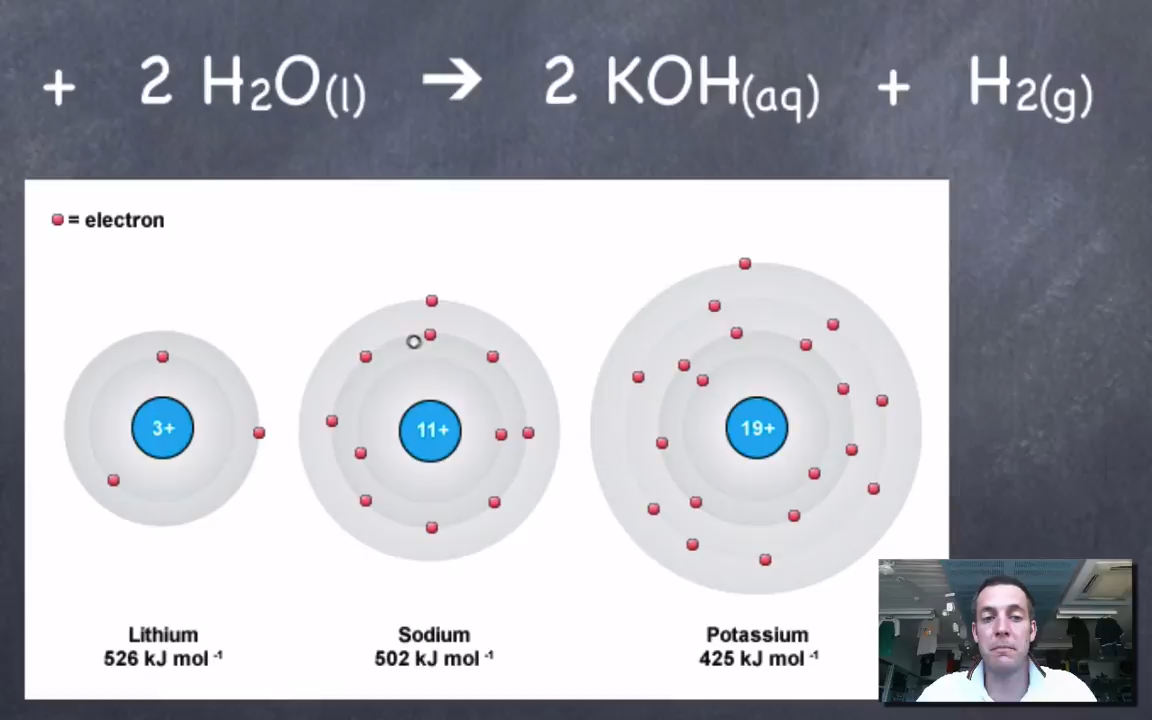 + 2 H₂O(l) ➔ 2 KOH(aq) + H₂(g)
= electron
3+ 11+ 19+
Lithium Sodium Potassium
526 kJ mol ⁻¹ 502 kJ mol ⁻¹ 425 kJ mol ⁻¹